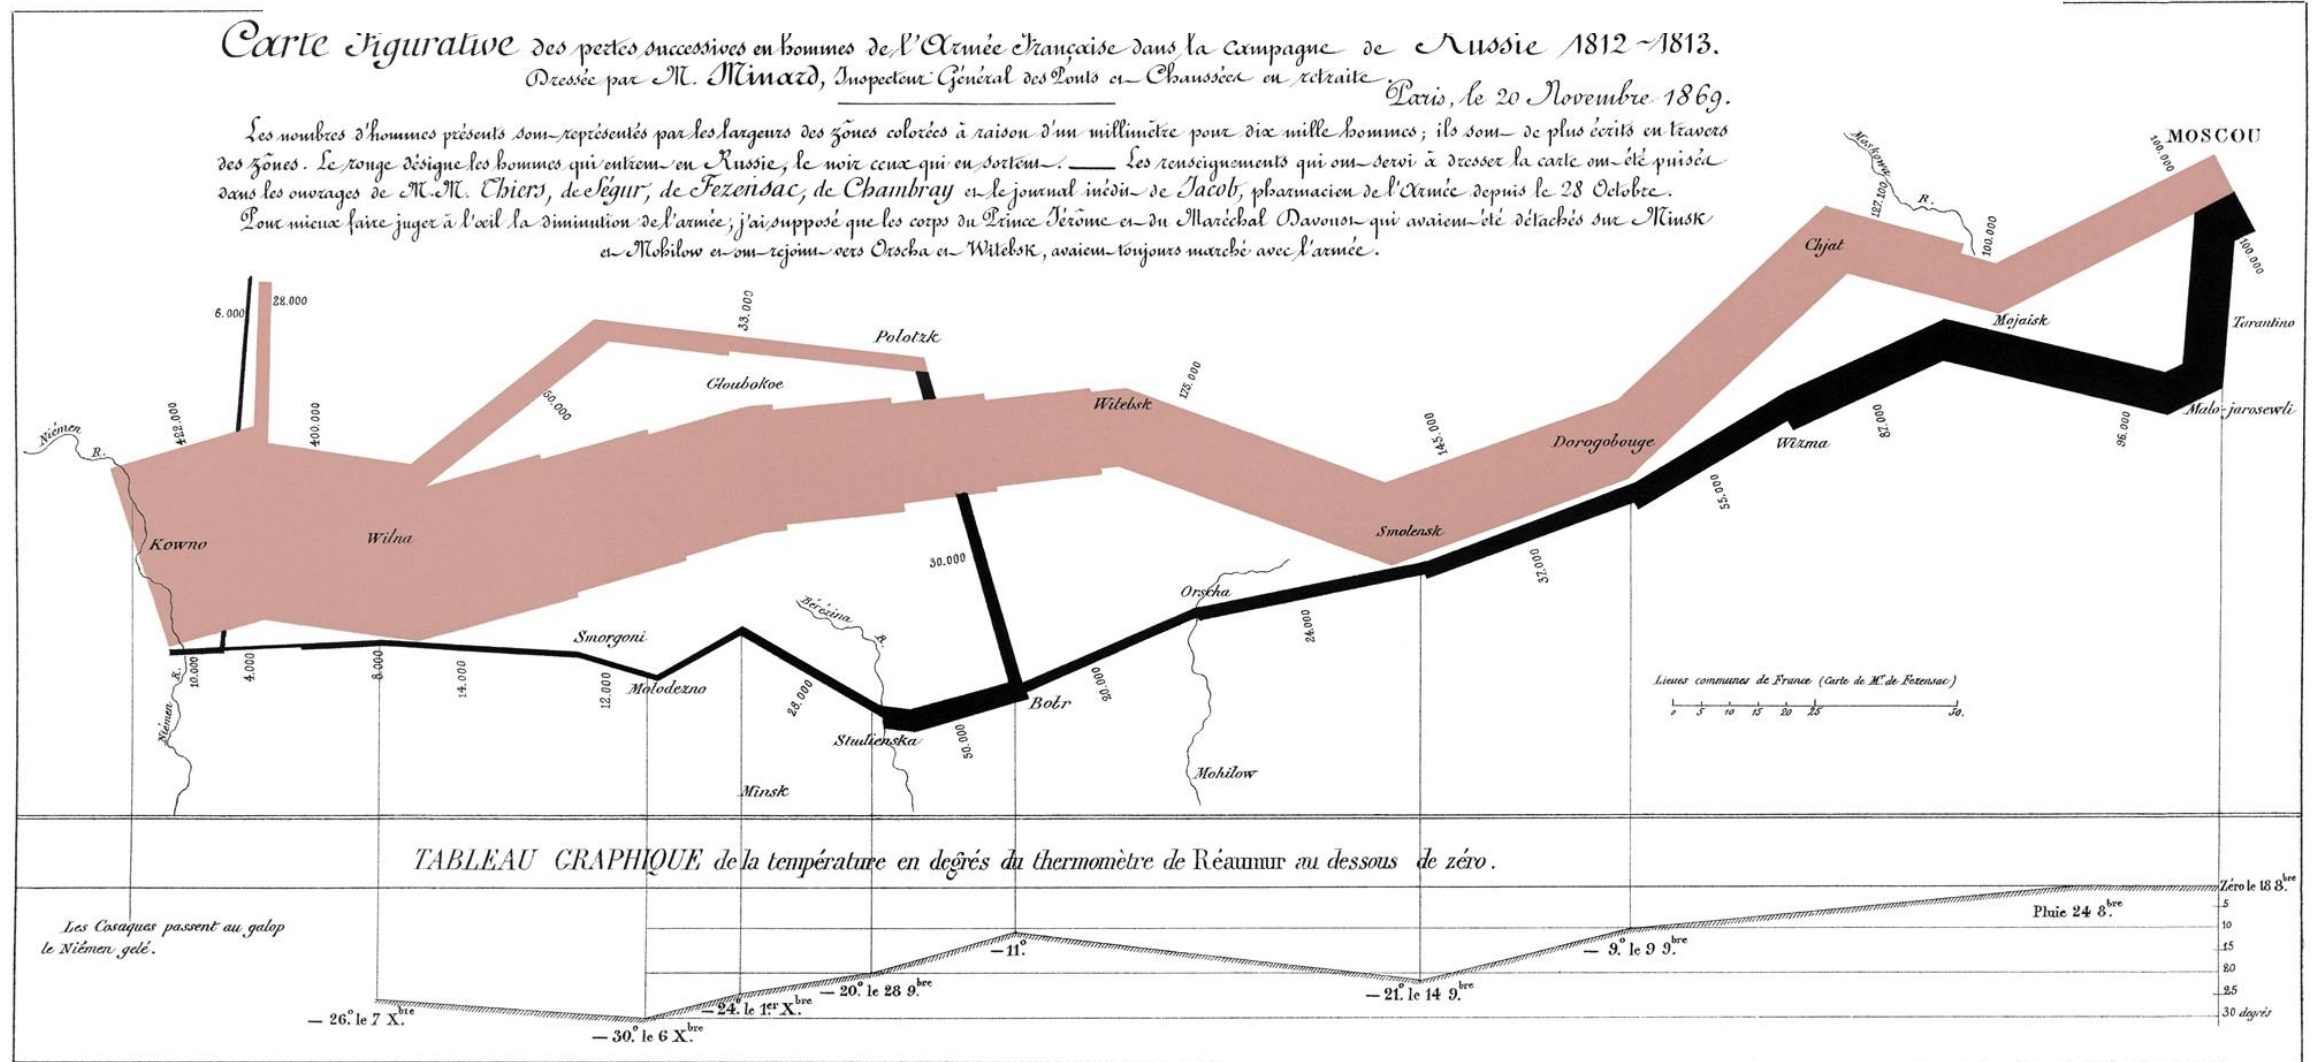 Carte Figurative des pertes successives en hommes de l'Armée Française dans la campagne de Russie 1812~1813.
Dressée par M. Minard, Inspecteur Général des Ponts et Chaussées en retraite.
Paris, le 20 Novembre 1869.
Les nombres d'hommes présents sont représentés par les largeurs des zônes colorées à raison d'un millimètre pour dix mille hommes; ils sont de plus écrits en travers
des zônes. Le rouge désigne les hommes qui entrent en Russie, le noir ceux qui en sortent. — Les renseignements qui ont servi à dresser la carte ont été puisés
dans les ouvrages de M.M. Thiers, de Ségur, de Fezensac, de Chambray et le journal inédit de Jacob, pharmacien de l'Armée depuis le 28 Octobre.
Pour mieux faire juger à l'œil la diminution de l'armée, j'ai supposé que les corps du Prince Jérôme et du Maréchal Davoust qui avaient été détachés sur Minsk
et Mohilow et ont rejoint vers Orscha et Witebsk, avaient toujours marché avec l'armée.
MOSCOU
100.000
Moskowa R.
127.100
100.000
Chjat
100.000
Mojaisk
Tarantino
6.000
28.000
33.000
Polotzk
Gloubokoe
60.000
422.000
400.000
Niémen R.
Witebsk
175.000
145.000
Dorogobouge
Wizma
87.000
96.000
Malo-jarosewli
55.000
Kowno
Wilna
Smolensk
37.000
30.000
Orscha
24.000
Bérézina R.
Smorgoni
10.000
4.000
8.000
14.000
12.000
Molodezno
28.000
Studienska
50.000
Bobr
20.000
Niémen R.
Minsk
Mohilow
Lieues communes de France (Carte de M. de Fezensac)
0 5 10 15 20 25 50.
TABLEAU GRAPHIQUE de la température en degrés du thermomètre de Réaumur au dessous de zéro.
Les Cosaques passent au galop
le Niémen gelé.
Zéro le 18 8.bre
Pluie 24 8.bre
5
10
15
20
25
30 degrés
— 9.° le 9 9.bre
— 21.° le 14 9.bre
— 11.°
— 20.° le 28 9.bre
— 24.° le 1.er X.bre
— 30.° le 6 X.bre
— 26.° le 7 X.bre